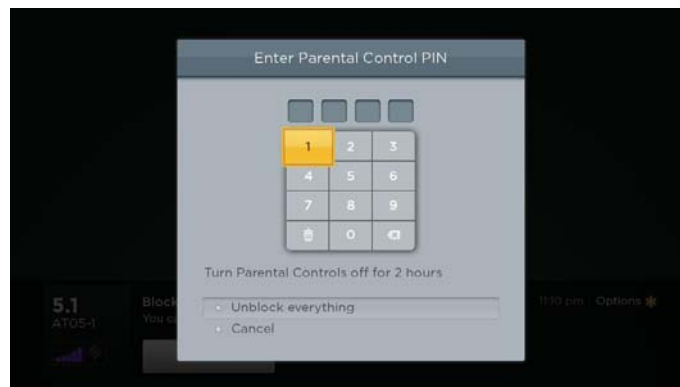 Enter Parental Control PIN
1 2 3
4 5 6
7 8 9
0
Turn Parental Controls off for 2 hours
Unblock everything
Cancel
5.1
AT05-1
Block
You ca
11:10 pm Options